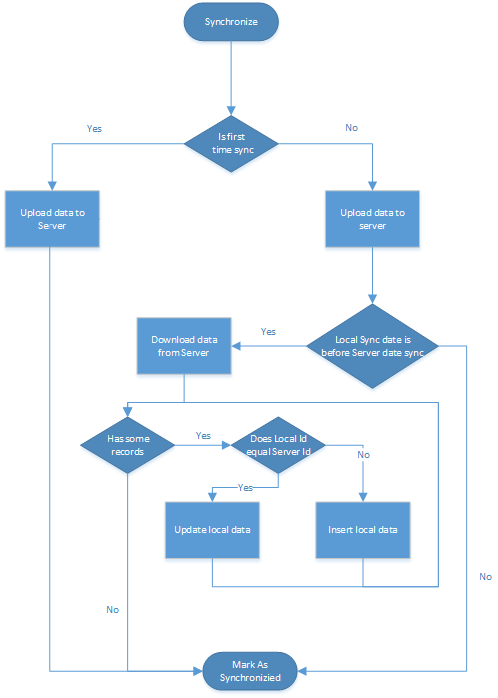 Synchronize
Is first
time sync
Yes
No
Upload data to
Server
Upload data to
server
Local Sync date is
before Server date sync
Yes
Download data
from Server
Has some
records
Yes
Does Local Id
equal Server Id
No
Yes
Update local data
Insert local data
No
No
Mark As
Synchronizied